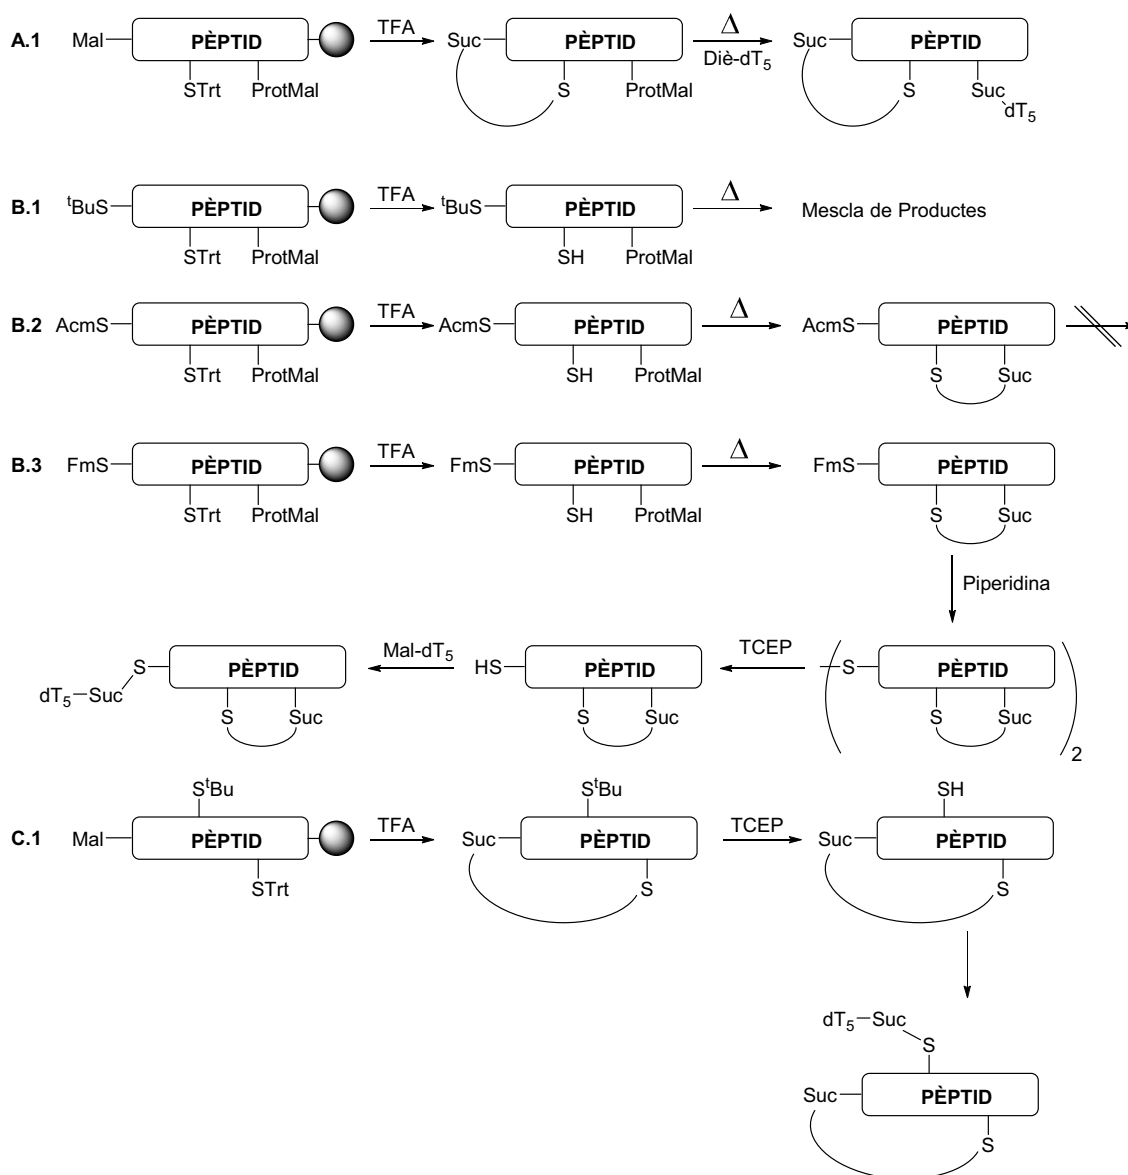 A.1 Mal PÈPTID STrt ProtMal TFA Suc PÈPTID S ProtMal Δ Diè-dT5 Suc PÈPTID S Suc dT5
B.1 tBuS PÈPTID STrt ProtMal TFA tBuS PÈPTID SH ProtMal Δ Mescla de Productes
B.2 AcmS PÈPTID STrt ProtMal TFA AcmS PÈPTID SH ProtMal Δ AcmS PÈPTID S Suc
B.3 FmS PÈPTID STrt ProtMal TFA FmS PÈPTID SH ProtMal Δ FmS PÈPTID S Suc
Piperidina
S PÈPTID S Suc 2 TCEP HS PÈPTID S Suc Mal-dT5 dT5 Suc S PÈPTID S Suc
C.1 Mal StBu PÈPTID STrt TFA Suc StBu PÈPTID S TCEP Suc SH PÈPTID S
dT5 Suc S
Suc PÈPTID S